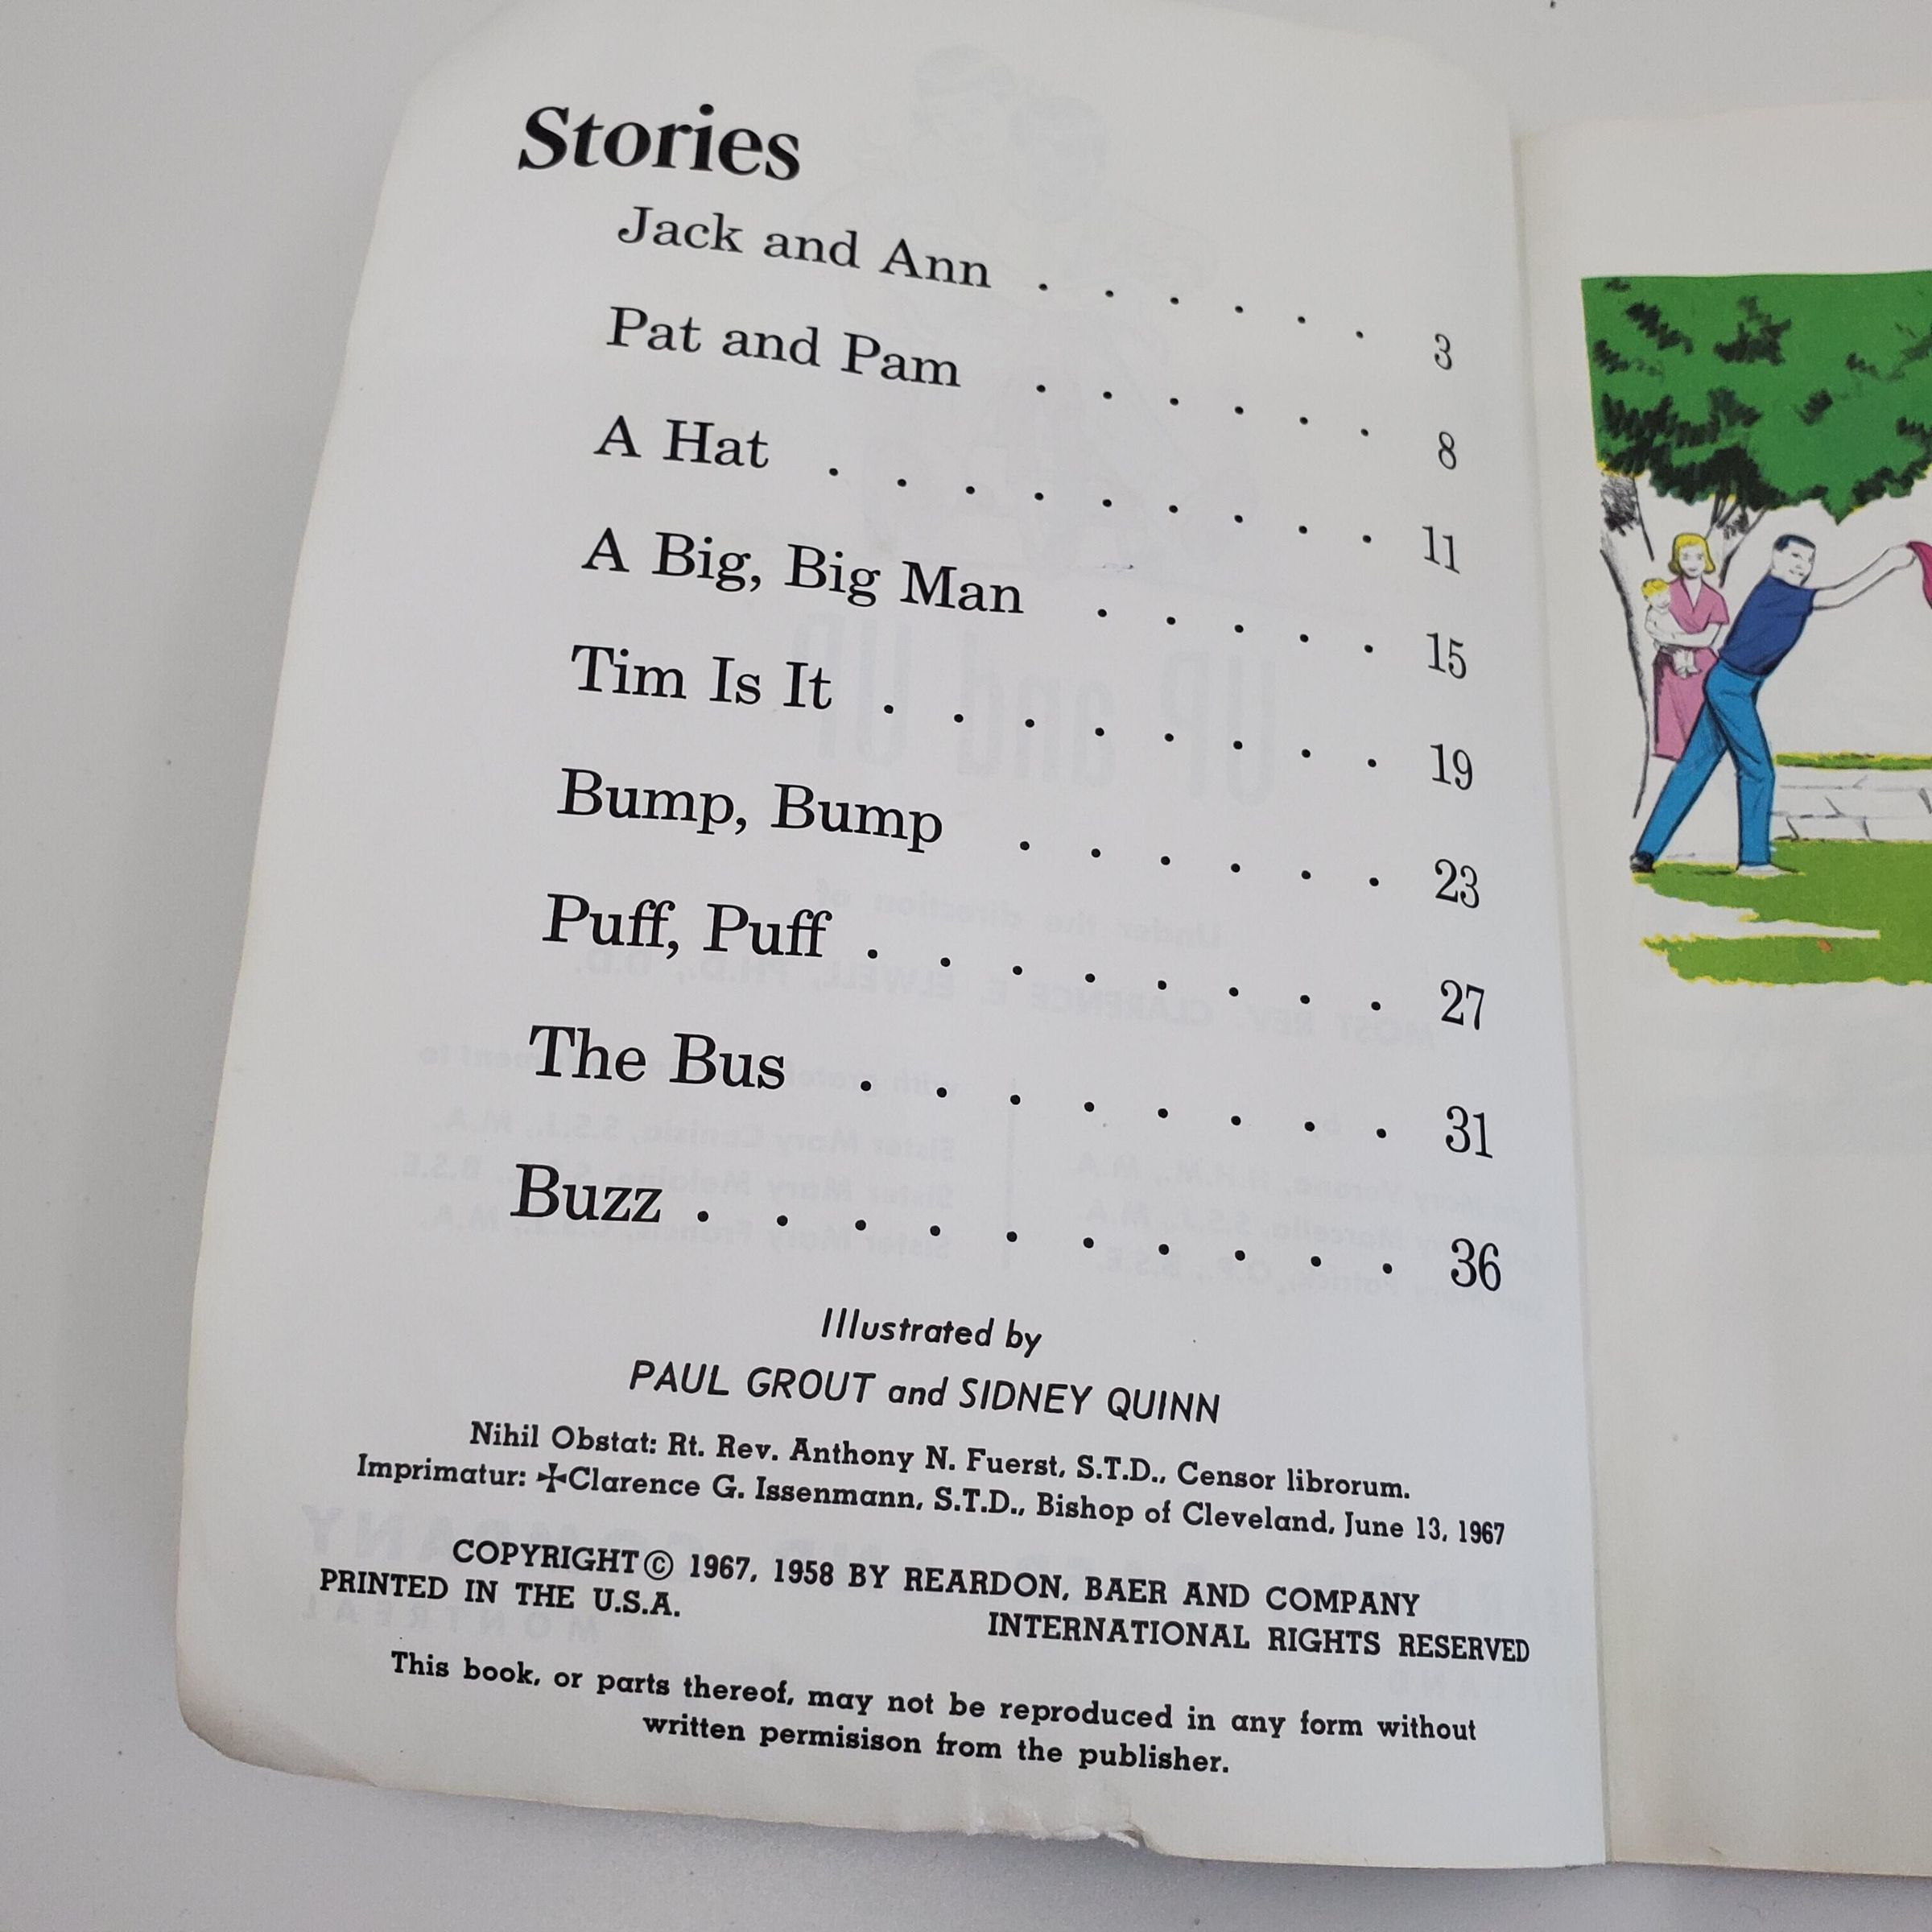 Stories
Jack and Ann . . . . . . 3
Pat and Pam . . . . . . 8
A Hat . . . . . . . . . 11
A Big, Big Man . . . . . 15
Tim Is It . . . . . . . . 19
Bump, Bump . . . . . . 23
Puff, Puff . . . . . . . . 27
The Bus . . . . . . . . 31
Buzz . . . . . . . . . . 36
Illustrated by
PAUL GROUT and SIDNEY QUINN
Nihil Obstat: Rt. Rev. Anthony N. Fuerst, S.T.D., Censor librorum.
Imprimatur: ✢Clarence G. Issenmann, S.T.D., Bishop of Cleveland, June 13, 1967
COPYRIGHT © 1967, 1958 BY REARDON, BAER AND COMPANY
PRINTED IN THE U.S.A. INTERNATIONAL RIGHTS RESERVED
This book, or parts thereof, may not be reproduced in any form without
written permisison from the publisher.